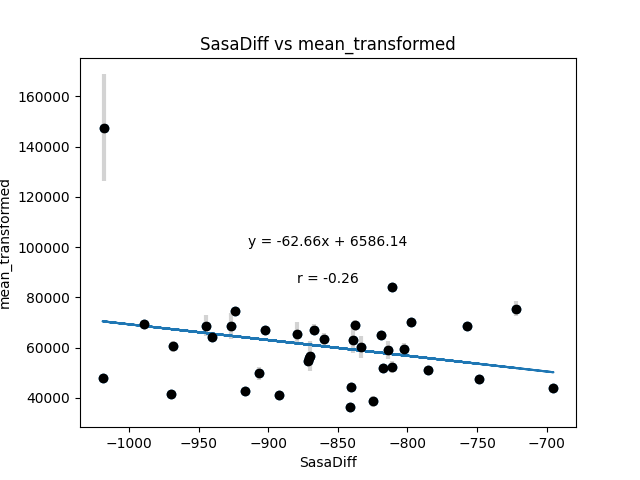 SasaDiff vs mean_transformed
mean_transformed
160000
140000
120000
100000
80000
60000
40000
y = -62.66x + 6586.14
r = -0.26
−1000 −950 −900 −850 −800 −750 −700
SasaDiff